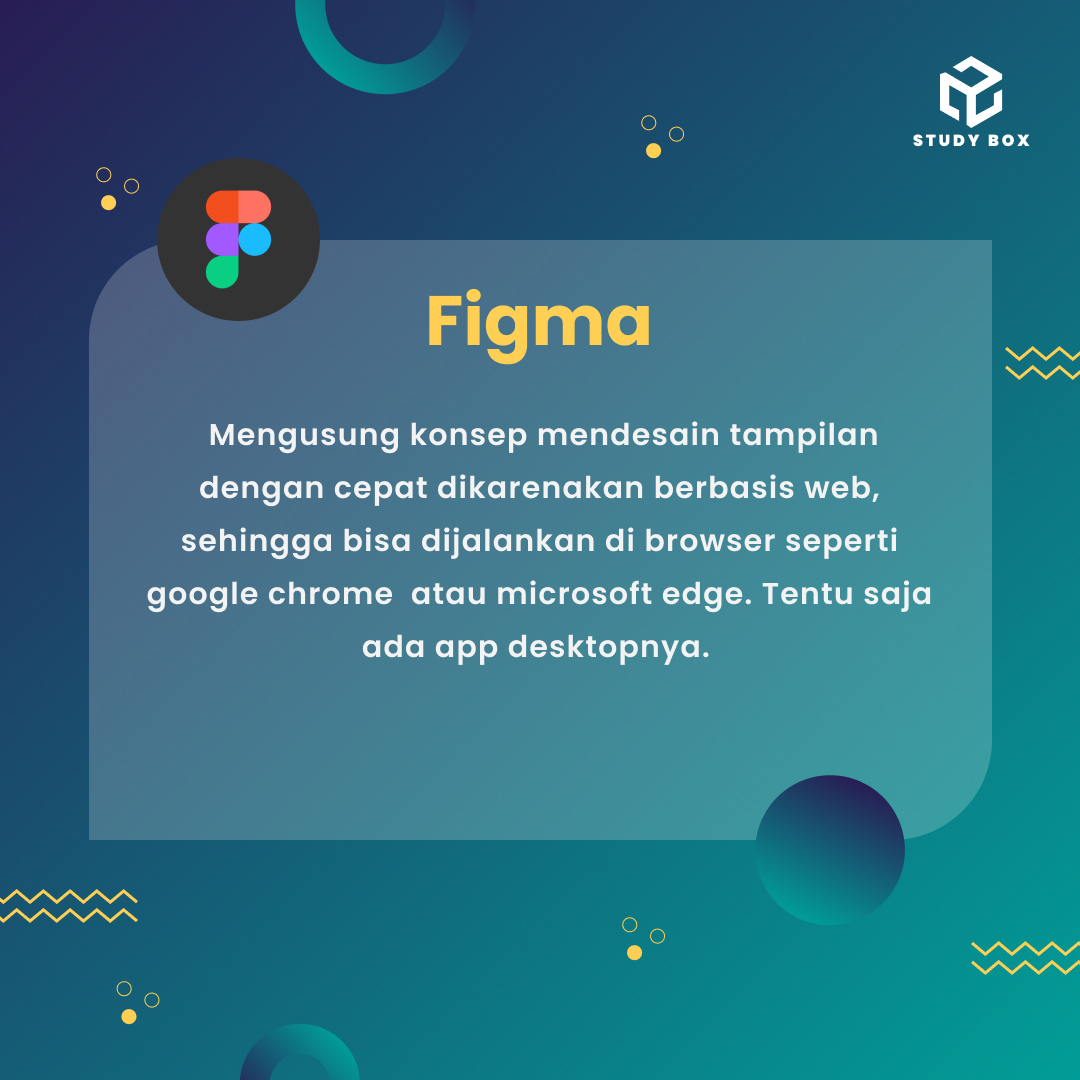 STUDY BOX
Figma
Mengusung konsep mendesain tampilan
dengan cepat dikarenakan berbasis web,
sehingga bisa dijalankan di browser seperti
google chrome  atau microsoft edge. Tentu saja
ada app desktopnya.